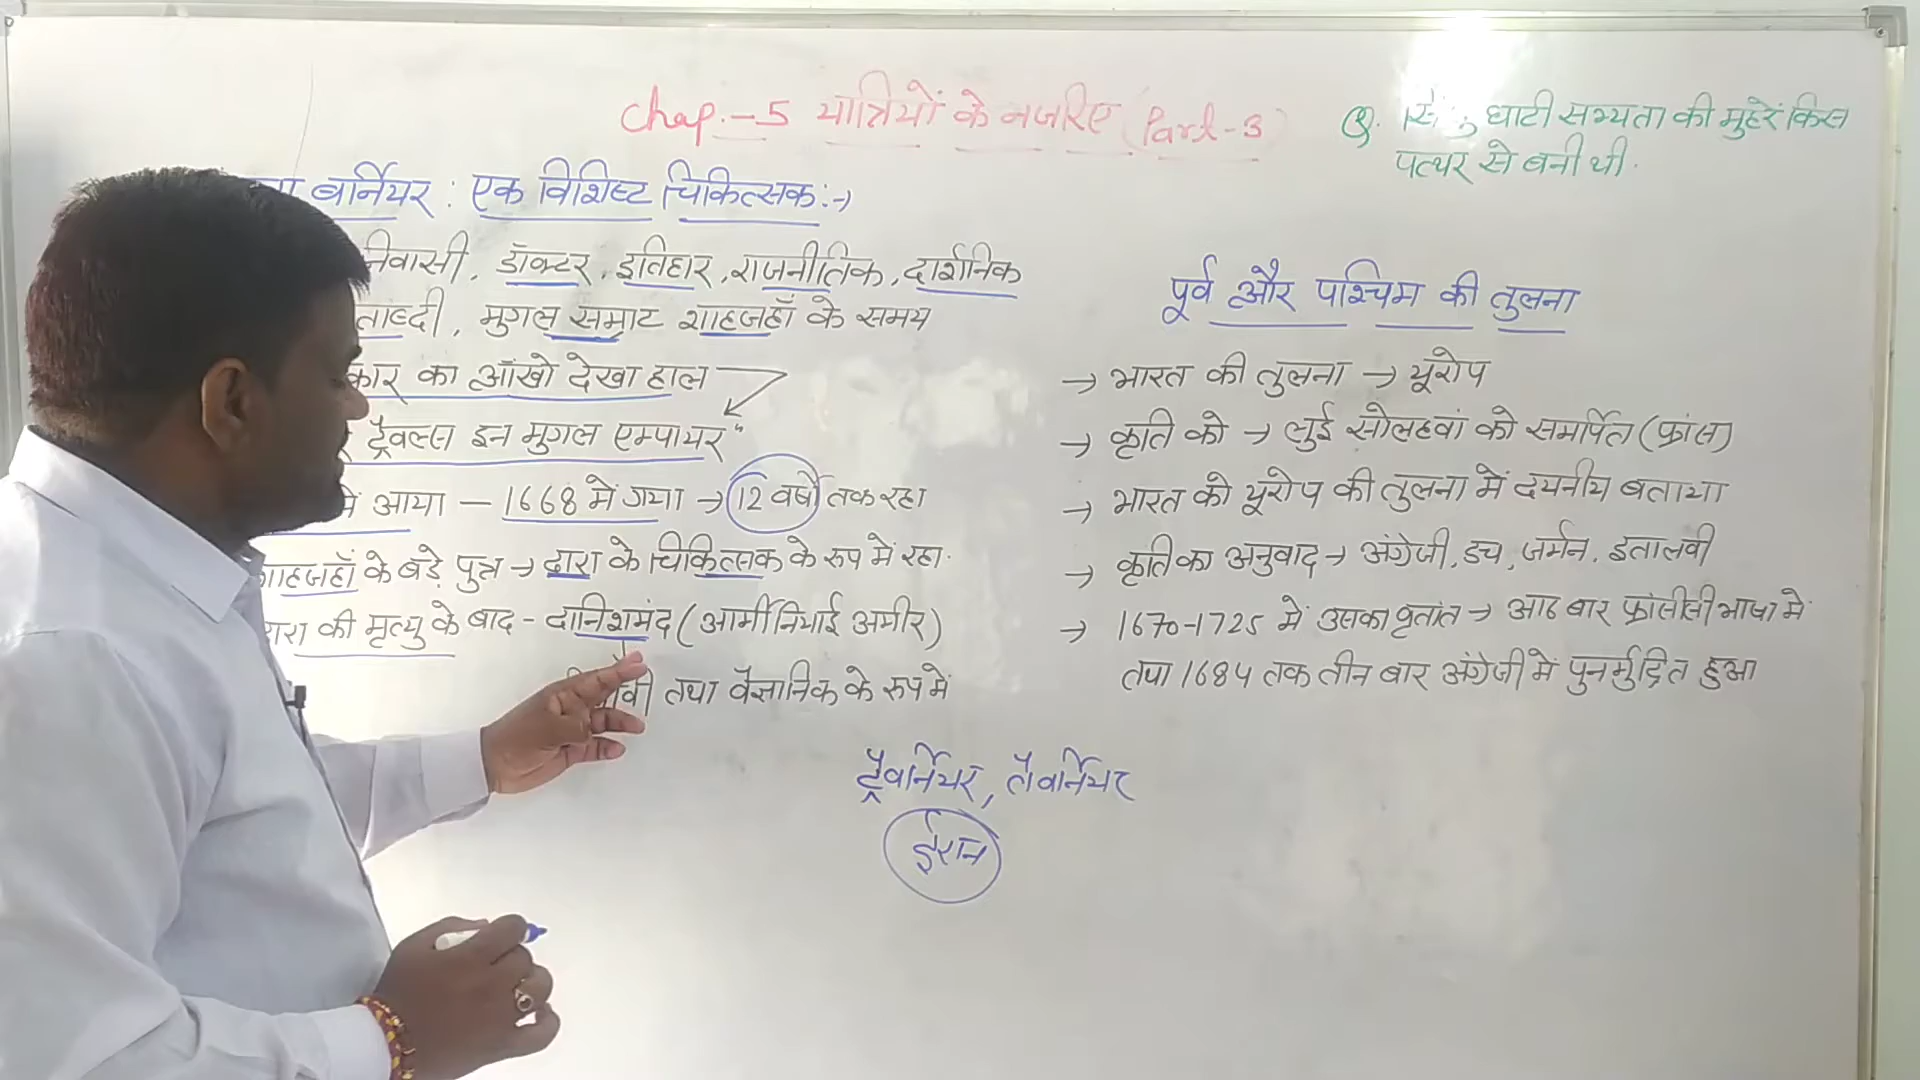 Chap.-5 यात्रियों के नजरिए (Part-3)
Q. घाटी सभ्यता की मुहरें किस
पत्थर से बनी थी.
बर्नियर : एक विशिष्ट चिकित्सक :→
निवासी, डॉक्टर, इतिहार, राजनीतिक, दार्शनिक
मुगल सम्राट शाहजहाँ के समय
का आंखो देखा हाल
ट्रैवल्स इन मुगल एम्पायर"
में आया — 1668 में गया → 12 वर्षो तक रहा
शाहजहाँ के बड़े पुत्र → दारा के चिकित्सक के रूप में रहा.
की मृत्यु के बाद - दानिशमंद (आर्मीनियाई अमीर)
तथा वैज्ञानिक के रूप में
पूर्व और पश्चिम की तुलना
→ भारत की तुलना → यूरोप
→ कृति को → लुई सोलहवां को समर्पित (फ्रांस)
→ भारत को यूरोप की तुलना में दयनीय बताया
→ कृति का अनुवाद → अंग्रेजी, डच, जर्मन, इतालवी
→ 1670-1725 में उसका वृतांत → आठ बार फ्रांसीसी भाषा में
तथा 1684 तक तीन बार अंग्रेजी में पुनर्मुद्रित हुआ
ट्रैवर्नियर, तैवर्नियर
ईरान